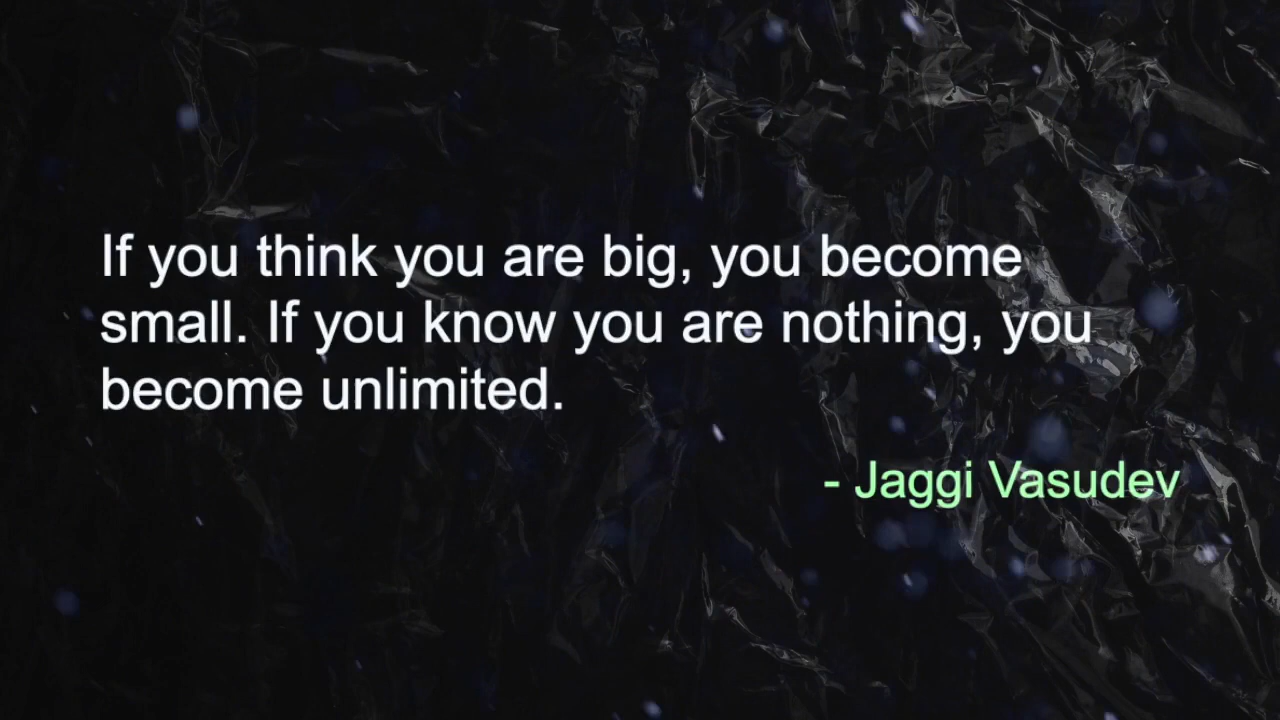 If you think you are big, you become
small. If you know you are nothing, you
become unlimited.
- Jaggi Vasudev